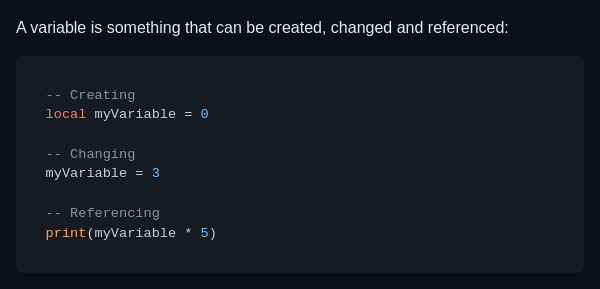 A variable is something that can be created, changed and referenced:
-- Creating
local myVariable = 0
-- Changing
myVariable = 3
-- Referencing
print(myVariable * 5)